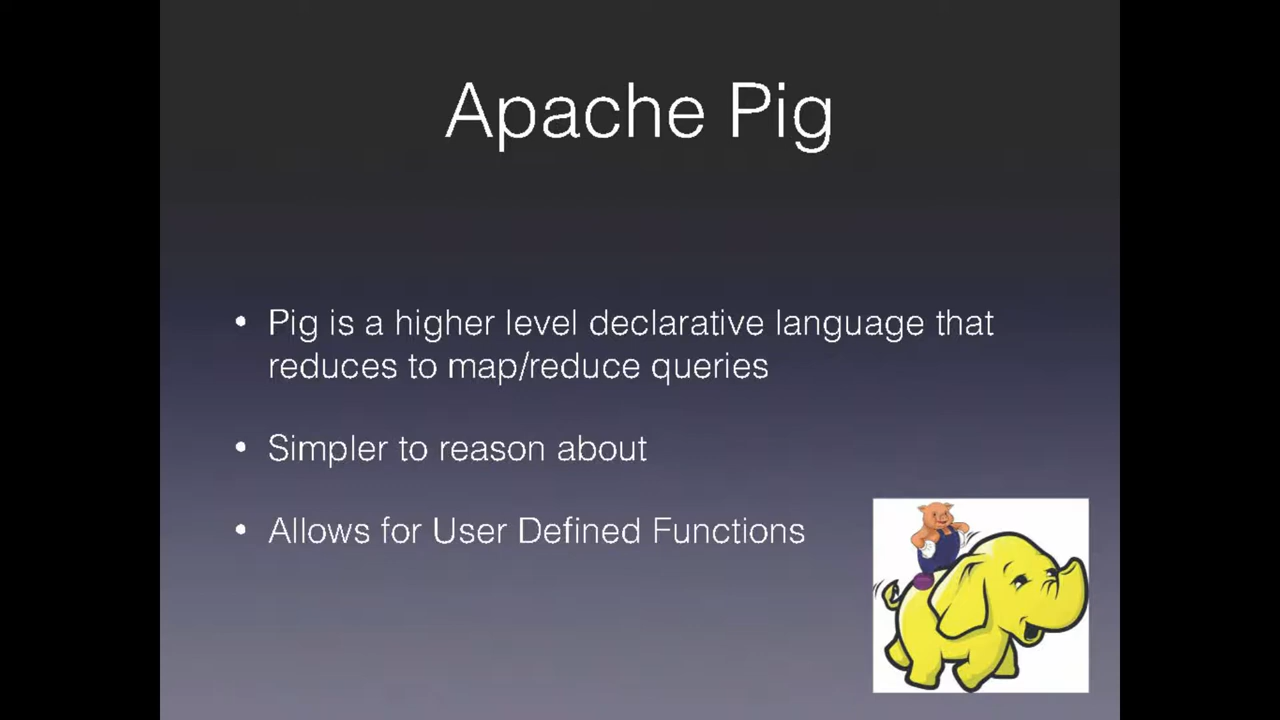 Apache Pig
• Pig is a higher level declarative language that
reduces to map/reduce queries
• Simpler to reason about
• Allows for User Defined Functions